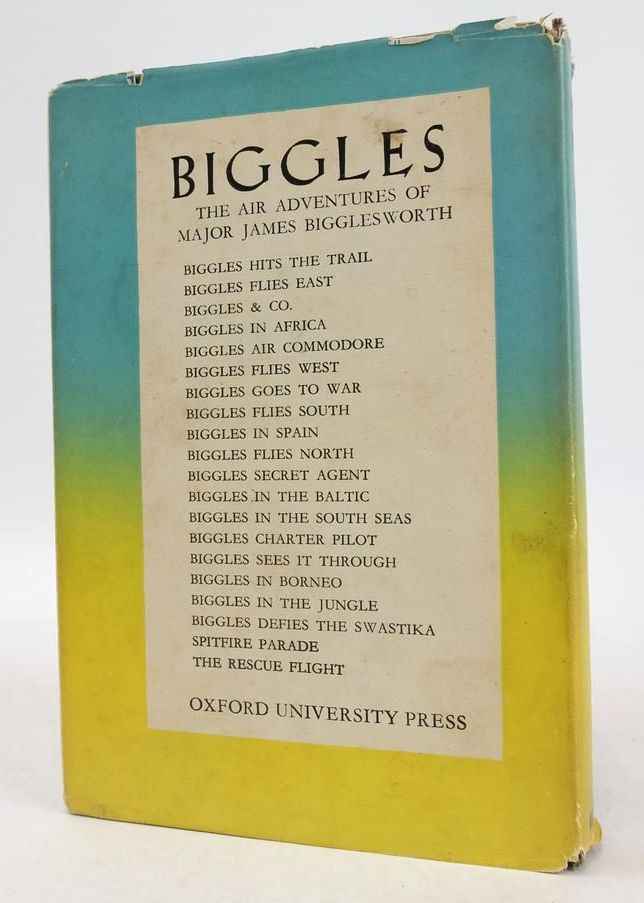 BIGGLES
THE AIR ADVENTURES OF
MAJOR JAMES BIGGLESWORTH
BIGGLES HITS THE TRAIL
BIGGLES FLIES EAST
BIGGLES & CO.
BIGGLES IN AFRICA
BIGGLES AIR COMMODORE
BIGGLES FLIES WEST
BIGGLES GOES TO WAR
BIGGLES FLIES SOUTH
BIGGLES IN SPAIN
BIGGLES FLIES NORTH
BIGGLES SECRET AGENT
BIGGLES IN THE BALTIC
BIGGLES IN THE SOUTH SEAS
BIGGLES CHARTER PILOT
BIGGLES SEES IT THROUGH
BIGGLES IN BORNEO
BIGGLES IN THE JUNGLE
BIGGLES DEFIES THE SWASTIKA
SPITFIRE PARADE
THE RESCUE FLIGHT
OXFORD UNIVERSITY PRESS